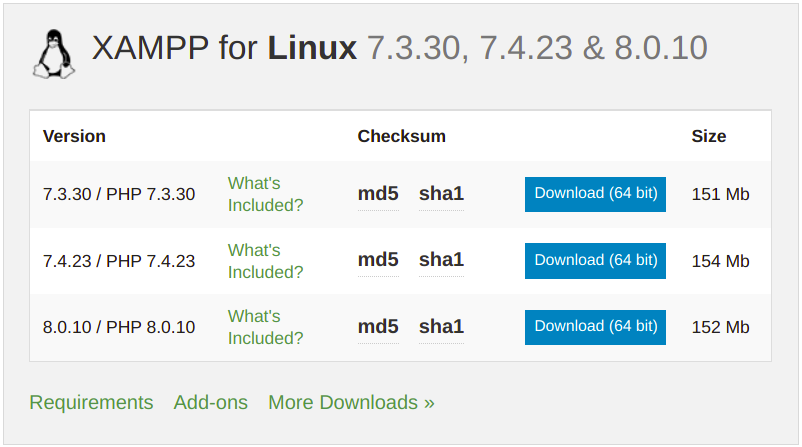 XAMPP for Linux 7.3.30, 7.4.23 & 8.0.10
Version Checksum Size
7.3.30 / PHP 7.3.30 What's Included? md5 sha1 Download (64 bit) 151 Mb
7.4.23 / PHP 7.4.23 What's Included? md5 sha1 Download (64 bit) 154 Mb
8.0.10 / PHP 8.0.10 What's Included? md5 sha1 Download (64 bit) 152 Mb
Requirements Add-ons More Downloads »